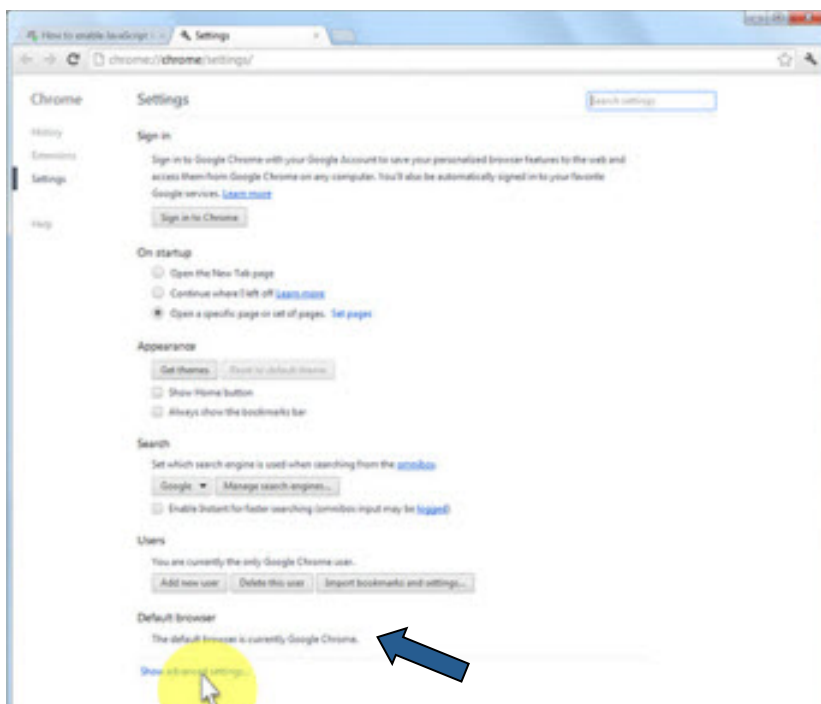 How to enable JavaScript
Settings
chrome://chrome/settings/
Chrome
Settings
Search settings
History
Extensions
Settings
Help
Sign in
Sign in to Google Chrome with your Google Account to save your personalized browser features to the web and
access them from Google Chrome on any computer. You'll also be automatically signed in to your favorite
Google services. Learn more
Sign in to Chrome
On startup
Open the New Tab page
Continue where I left off Learn more
Open a specific page or set of pages. Set pages
Appearance
Get themes Reset to default theme
Show Home button
Always show the bookmarks bar
Search
Set which search engine is used when searching from the omnibox.
Google Manage search engines...
Enable Instant for faster searching (omnibox input may be logged)
Users
You are currently the only Google Chrome user.
Add new user Delete this user Import bookmarks and settings...
Default browser
The default browser is currently Google Chrome.
Show advanced settings...